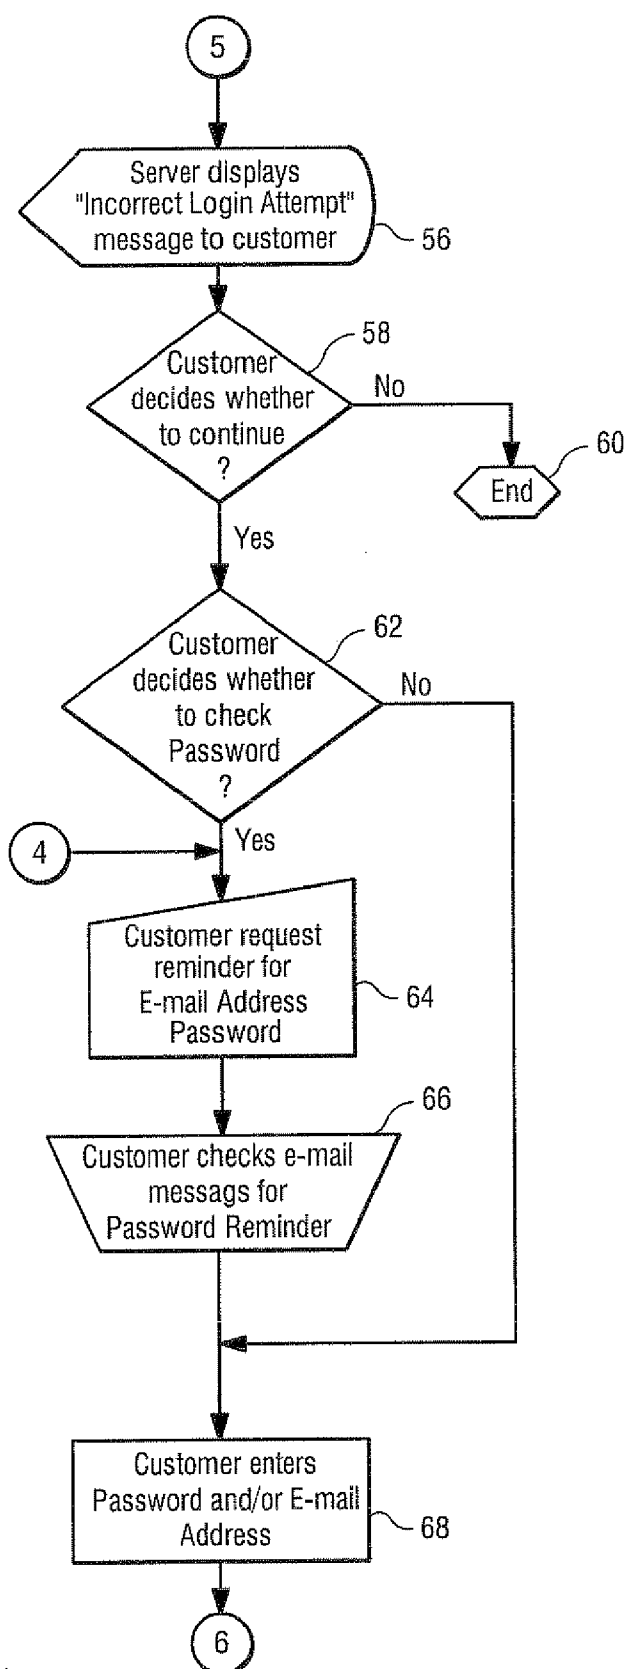 5
Server displays
"Incorrect Login Attempt"
message to customer
56
58
Customer
decides whether
to continue
?
No
60
End
Yes
62
Customer
decides whether
to check
Password
?
No
Yes
4
Customer request
reminder for
E-mail Address
Password
64
66
Customer checks e-mail
messags for
Password Reminder
Customer enters
Password and/or E-mail
Address
68
6